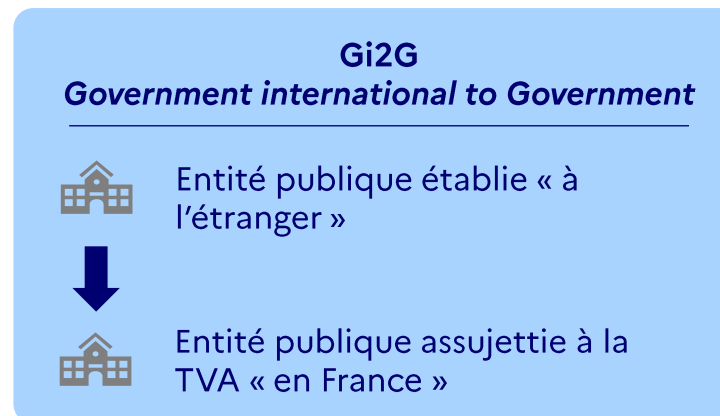 Gi2G
Government international to Government
Entité publique établie « à
l’étranger »
Entité publique assujettie à la
TVA « en France »